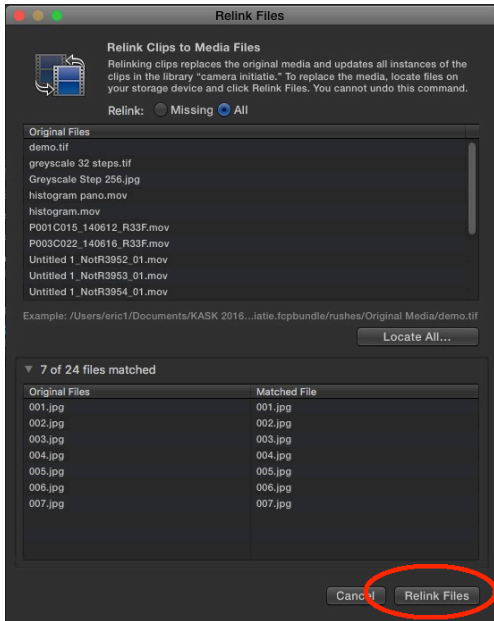 Relink Files
Relink Clips to Media Files
Relinking clips replaces the original media and updates all instances of the
clips in the library “camera initiatie.” To replace the media, locate files on
your storage device and click Relink Files. You cannot undo this command.
Relink: Missing All
Original Files
demo.tif
greyscale 32 steps.tif
Greyscale Step 256.jpg
histogram pano.mov
histogram.mov
P001C015_140612_R33F.mov
P003C022_140616_R33F.mov
Untitled 1_NotR3952_01.mov
Untitled 1_NotR3953_01.mov
Untitled 1_NotR3954_01.mov
Example: /Users/eric1/Documents/KASK 2016...iatie.fcpbundle/rushes/Original Media/demo.tif
Locate All...
7 of 24 files matched
Original Files Matched File
001.jpg 001.jpg
002.jpg 002.jpg
003.jpg 003.jpg
004.jpg 004.jpg
005.jpg 005.jpg
006.jpg 006.jpg
007.jpg 007.jpg
Cancel Relink Files